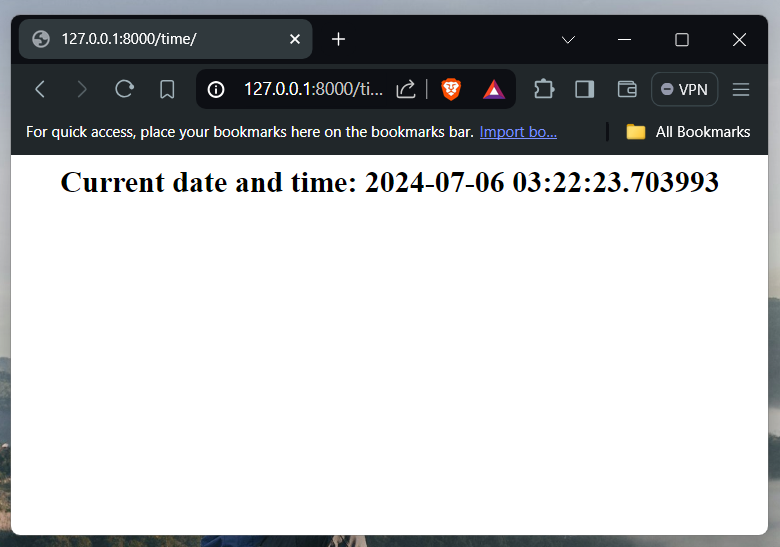 127.0.0.1:8000/time/
127.0.0.1:8000/ti... VPN
For quick access, place your bookmarks here on the bookmarks bar. Import bo... All Bookmarks
Current date and time: 2024-07-06 03:22:23.703993